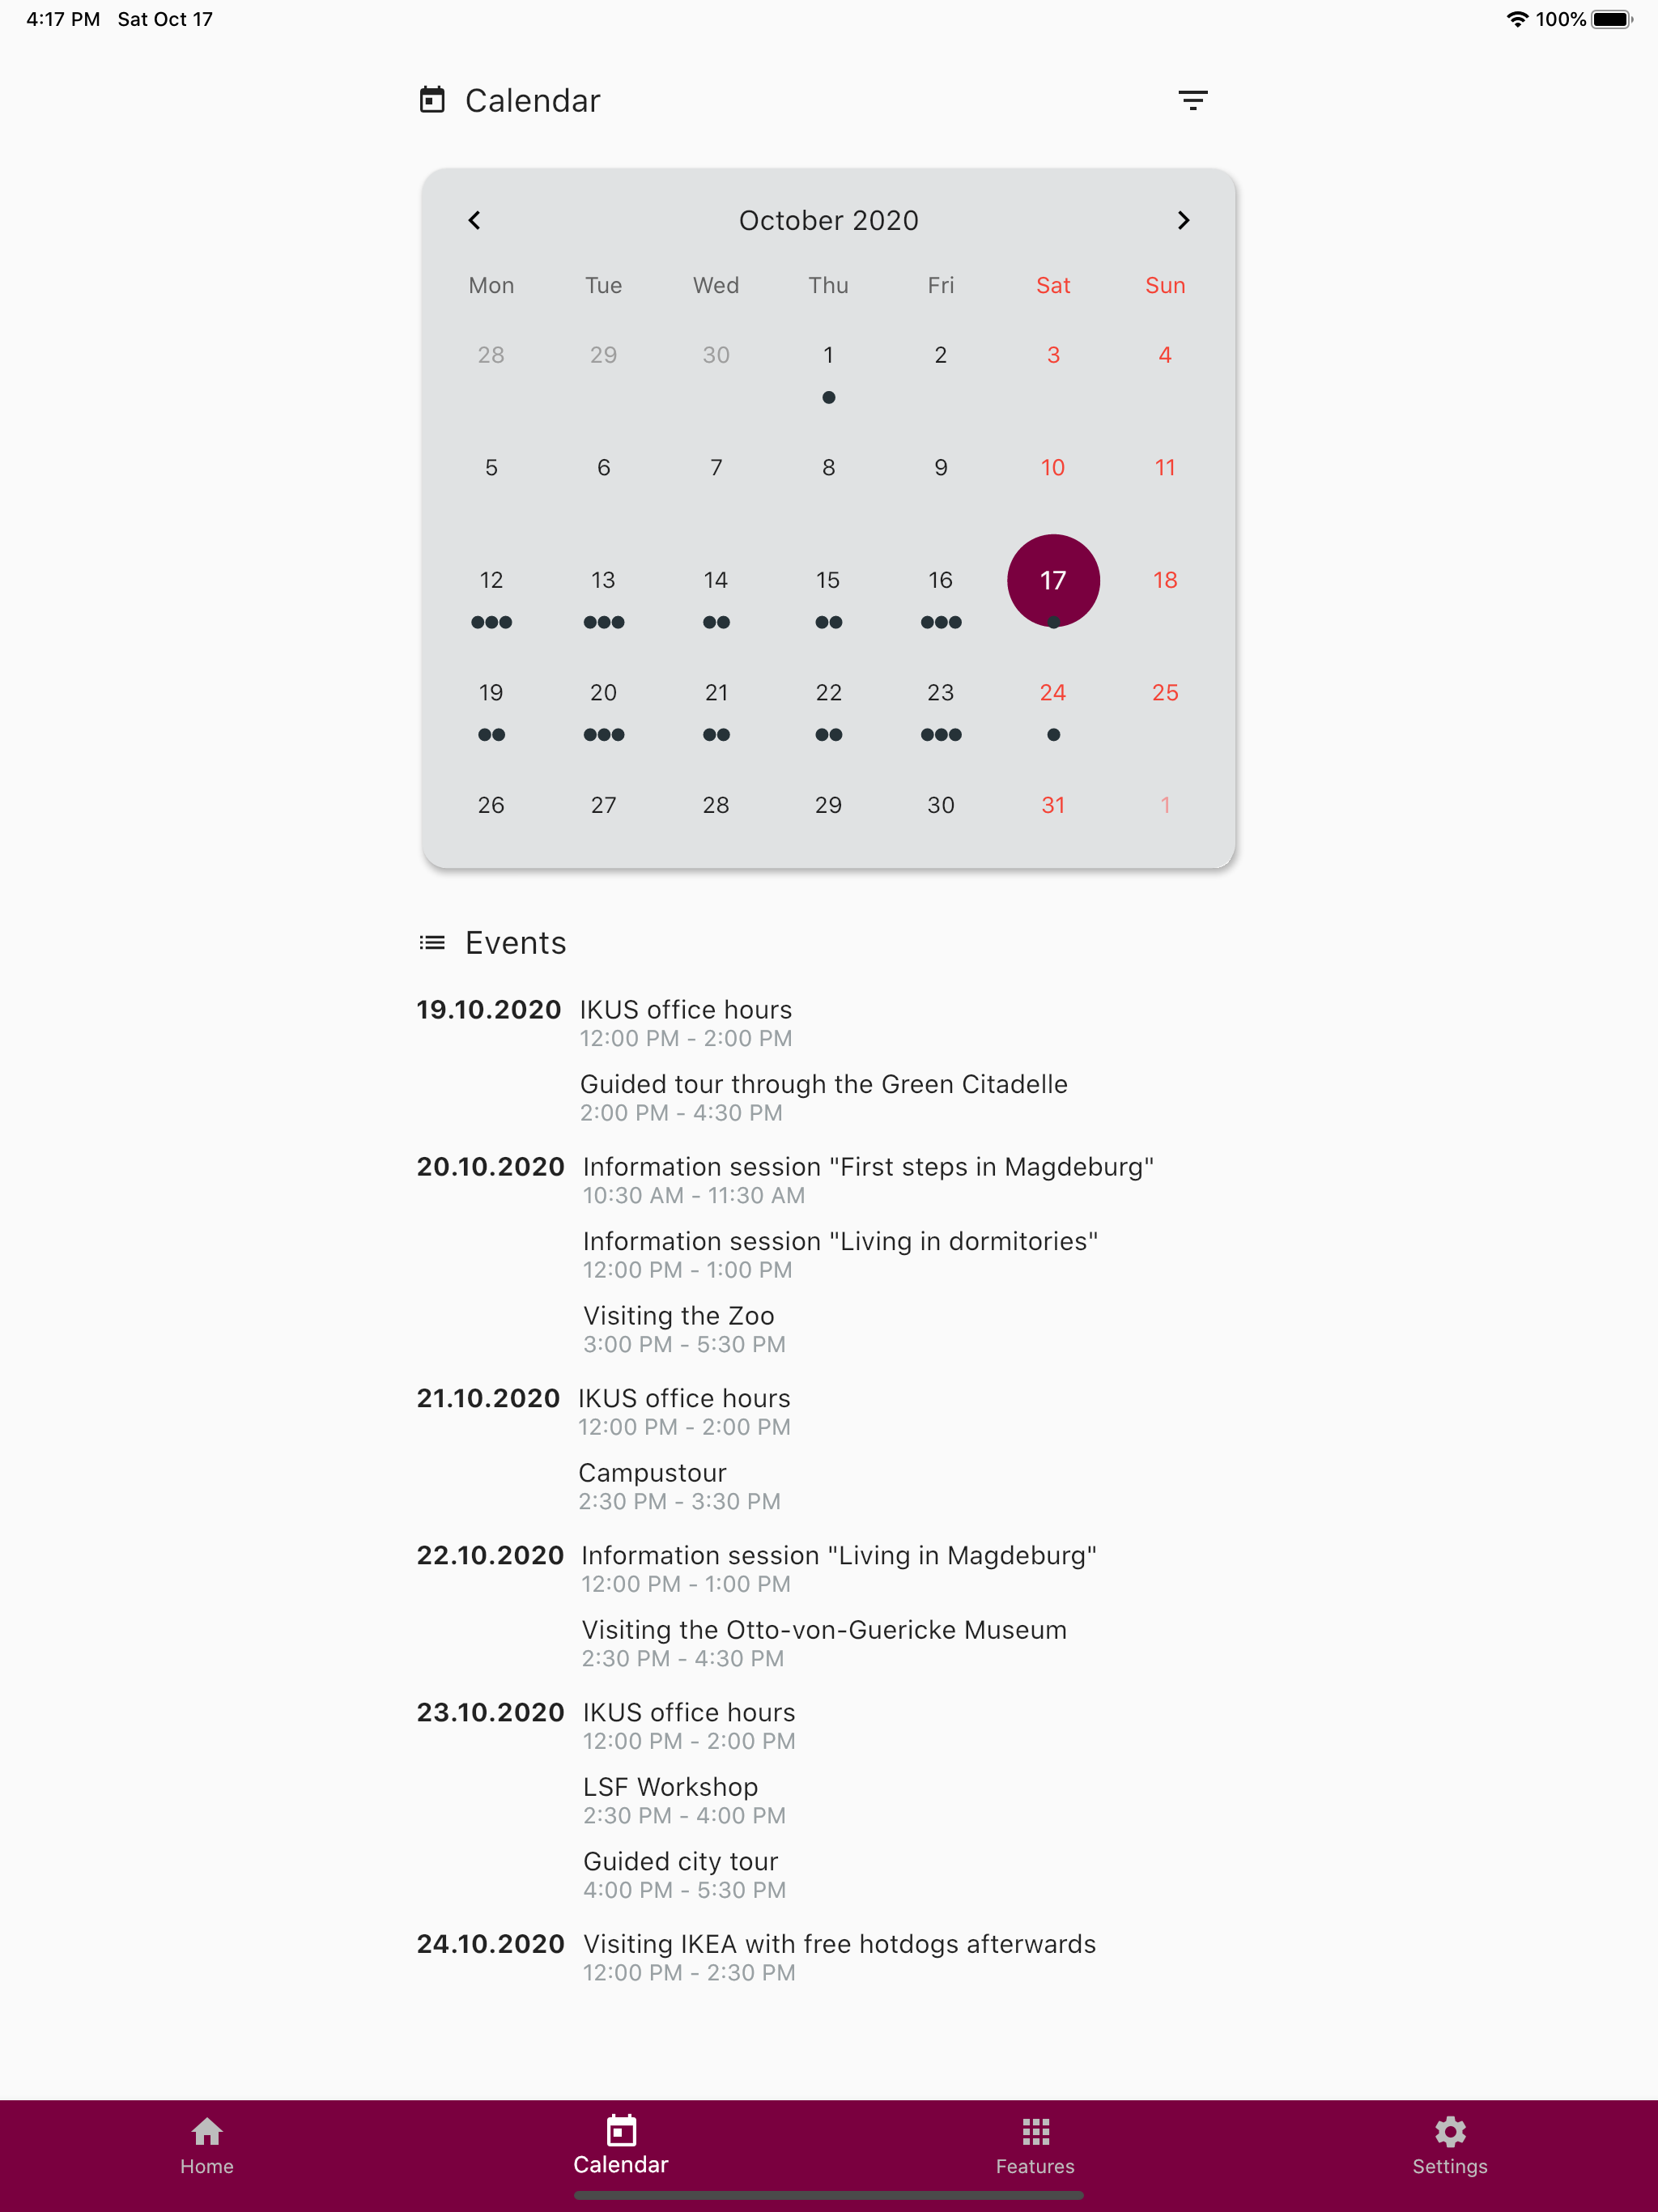 4:17 PM Sat Oct 17 100%
Calendar
October 2020
Mon Tue Wed Thu Fri Sat Sun
28 29 30 1 2 3 4
5 6 7 8 9 10 11
12 13 14 15 16 17 18
19 20 21 22 23 24 25
26 27 28 29 30 31 1
Events
19.10.2020 IKUS office hours
12:00 PM - 2:00 PM
Guided tour through the Green Citadelle
2:00 PM - 4:30 PM
20.10.2020 Information session "First steps in Magdeburg"
10:30 AM - 11:30 AM
Information session "Living in dormitories"
12:00 PM - 1:00 PM
Visiting the Zoo
3:00 PM - 5:30 PM
21.10.2020 IKUS office hours
12:00 PM - 2:00 PM
Campustour
2:30 PM - 3:30 PM
22.10.2020 Information session "Living in Magdeburg"
12:00 PM - 1:00 PM
Visiting the Otto-von-Guericke Museum
2:30 PM - 4:30 PM
23.10.2020 IKUS office hours
12:00 PM - 2:00 PM
LSF Workshop
2:30 PM - 4:00 PM
Guided city tour
4:00 PM - 5:30 PM
24.10.2020 Visiting IKEA with free hotdogs afterwards
12:00 PM - 2:30 PM
Home Calendar Features Settings